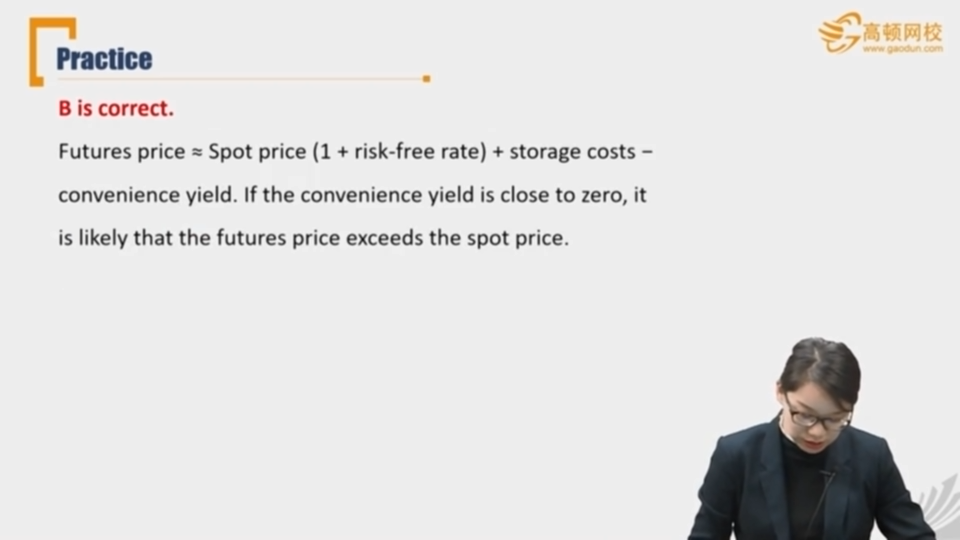 高顿网校
www.gaodun.com
Practice
B is correct.
Futures price ≈ Spot price (1 + risk-free rate) + storage costs −
convenience yield. If the convenience yield is close to zero, it
is likely that the futures price exceeds the spot price.